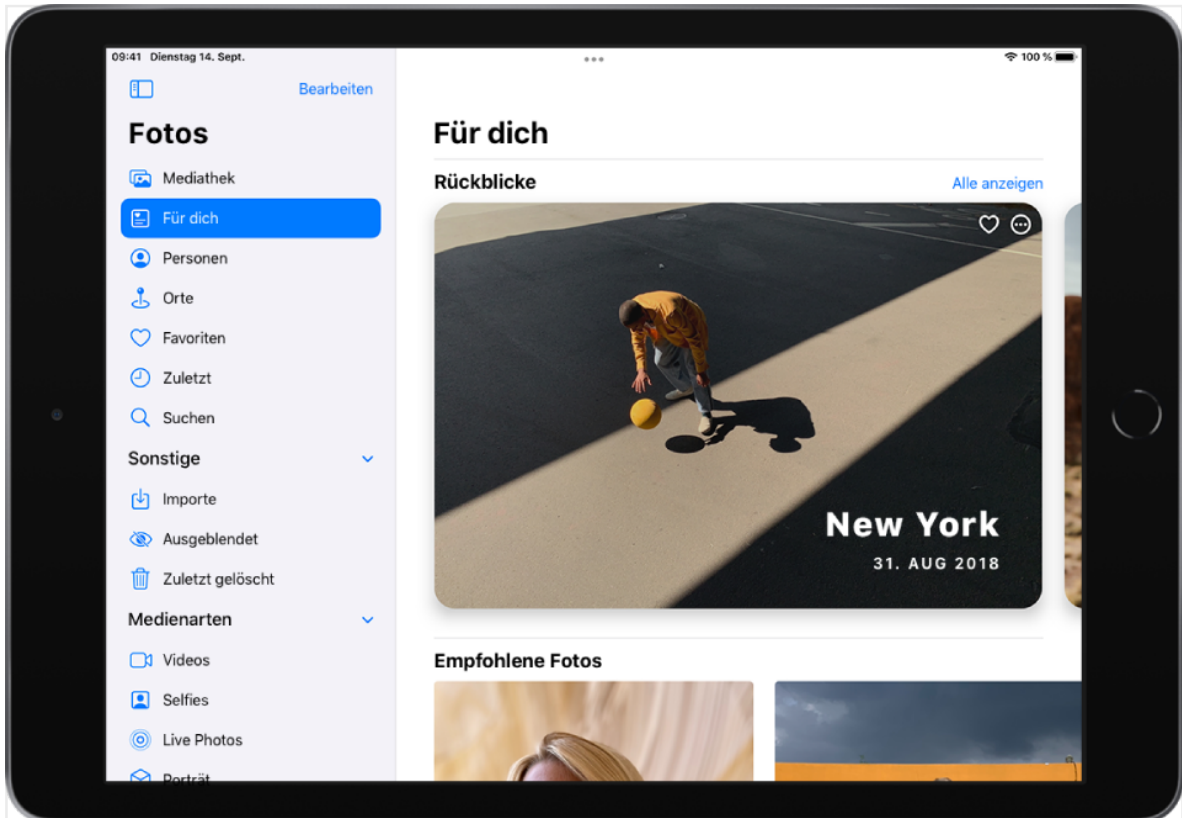 09:41 Dienstag 14. Sept.
100 %
Bearbeiten
Fotos
Mediathek
Für dich
Personen
Orte
Favoriten
Zuletzt
Suchen
Sonstige
Importe
Ausgeblendet
Zuletzt gelöscht
Medienarten
Videos
Selfies
Live Photos
Porträt
Für dich
Rückblicke
Alle anzeigen
New York
31. AUG 2018
Empfohlene Fotos